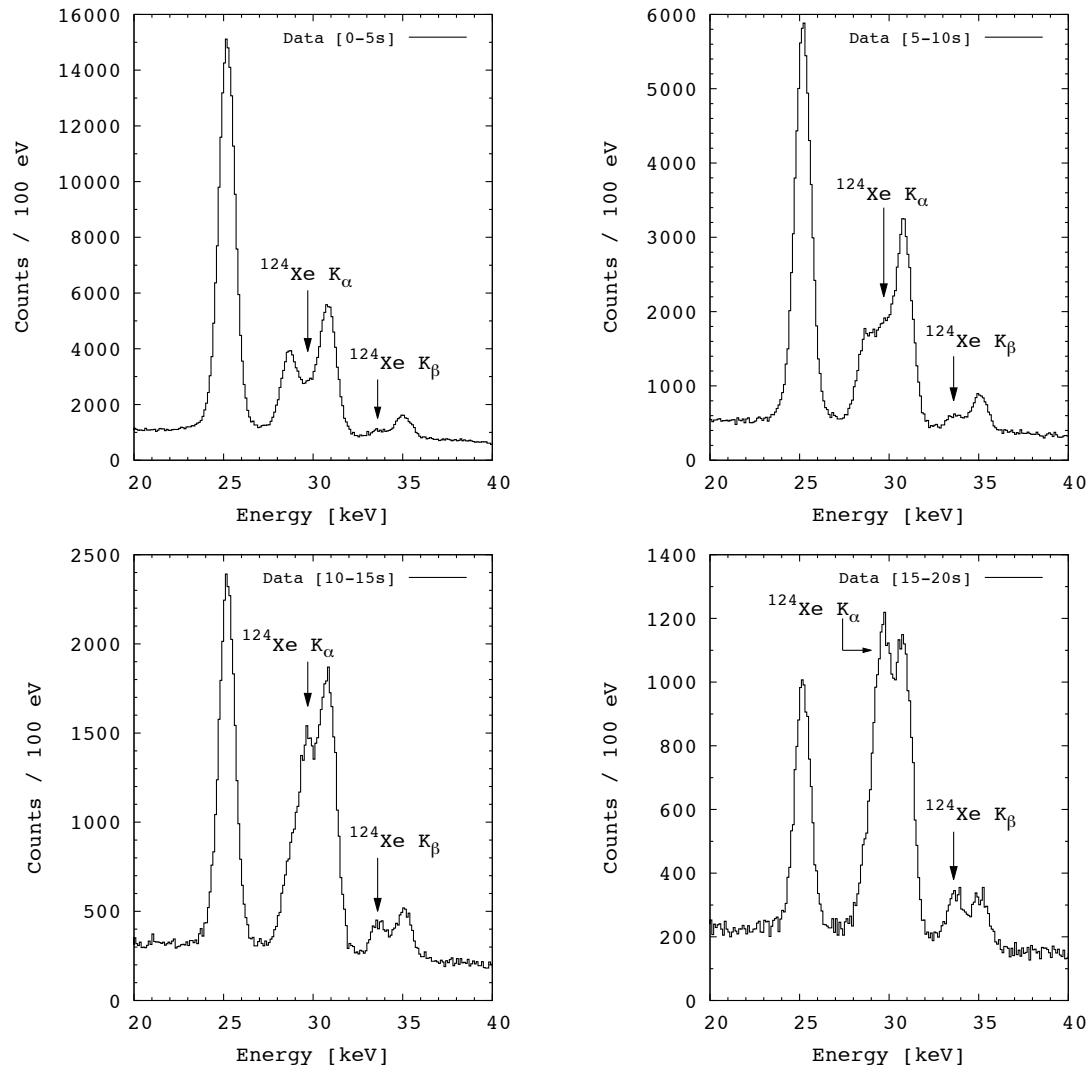 16000
14000
12000
10000
8000
6000
4000
2000
0
Counts / 100 eV
Data [0-5s]
¹²⁴Xe Kα
¹²⁴Xe Kβ
20 25 30 35 40
Energy [keV]
6000
5000
4000
3000
2000
1000
0
Counts / 100 eV
Data [5-10s]
¹²⁴Xe Kα
¹²⁴Xe Kβ
20 25 30 35 40
Energy [keV]
2500
2000
1500
1000
500
0
Counts / 100 eV
Data [10-15s]
¹²⁴Xe Kα
¹²⁴Xe Kβ
20 25 30 35 40
Energy [keV]
1400
1200
1000
800
600
400
200
0
Counts / 100 eV
Data [15-20s]
¹²⁴Xe Kα
¹²⁴Xe Kβ
20 25 30 35 40
Energy [keV]